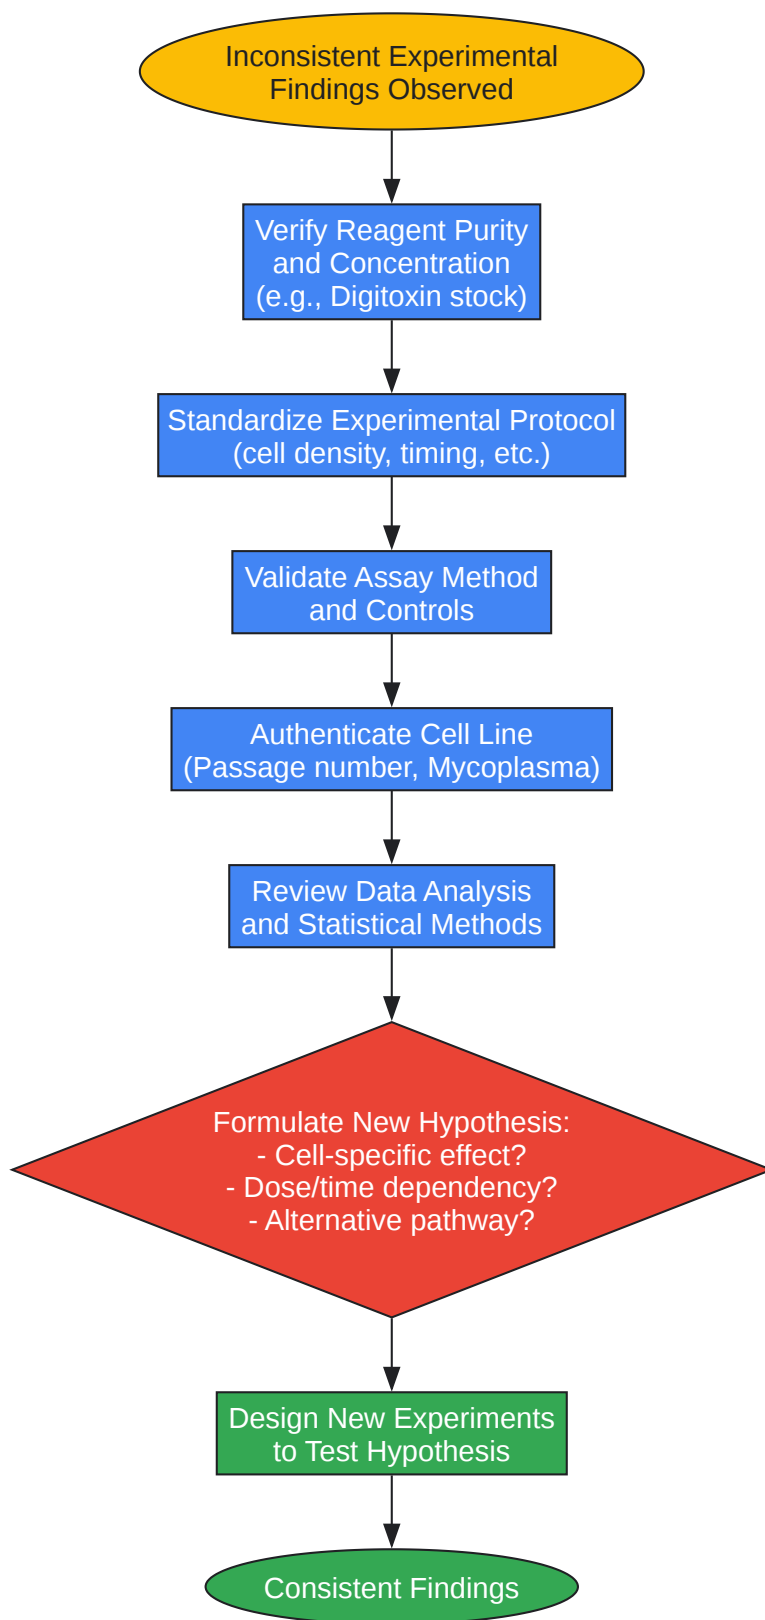 Inconsistent Experimental
Findings Observed
Verify Reagent Purity
and Concentration
(e.g., Digitoxin stock)
Standardize Experimental Protocol
(cell density, timing, etc.)
Validate Assay Method
and Controls
Authenticate Cell Line
(Passage number, Mycoplasma)
Review Data Analysis
and Statistical Methods
Formulate New Hypothesis:
- Cell-specific effect?
- Dose/time dependency?
- Alternative pathway?
Design New Experiments
to Test Hypothesis
Consistent Findings